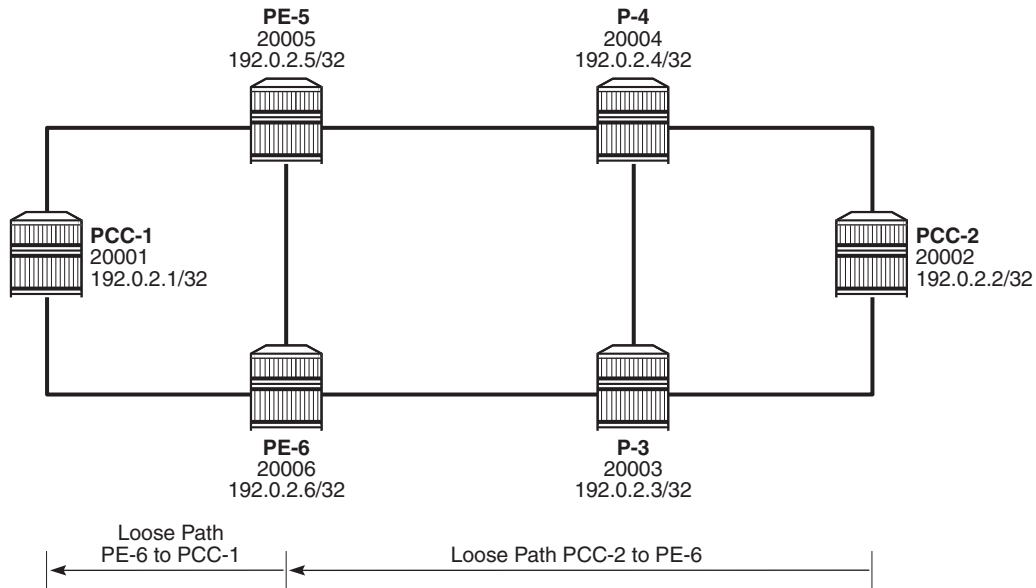 PE-5
20005
192.0.2.5/32
P-4
20004
192.0.2.4/32
PCC-1
20001
192.0.2.1/32
PCC-2
20002
192.0.2.2/32
PE-6
20006
192.0.2.6/32
P-3
20003
192.0.2.3/32
Loose Path
PE-6 to PCC-1
Loose Path PCC-2 to PE-6